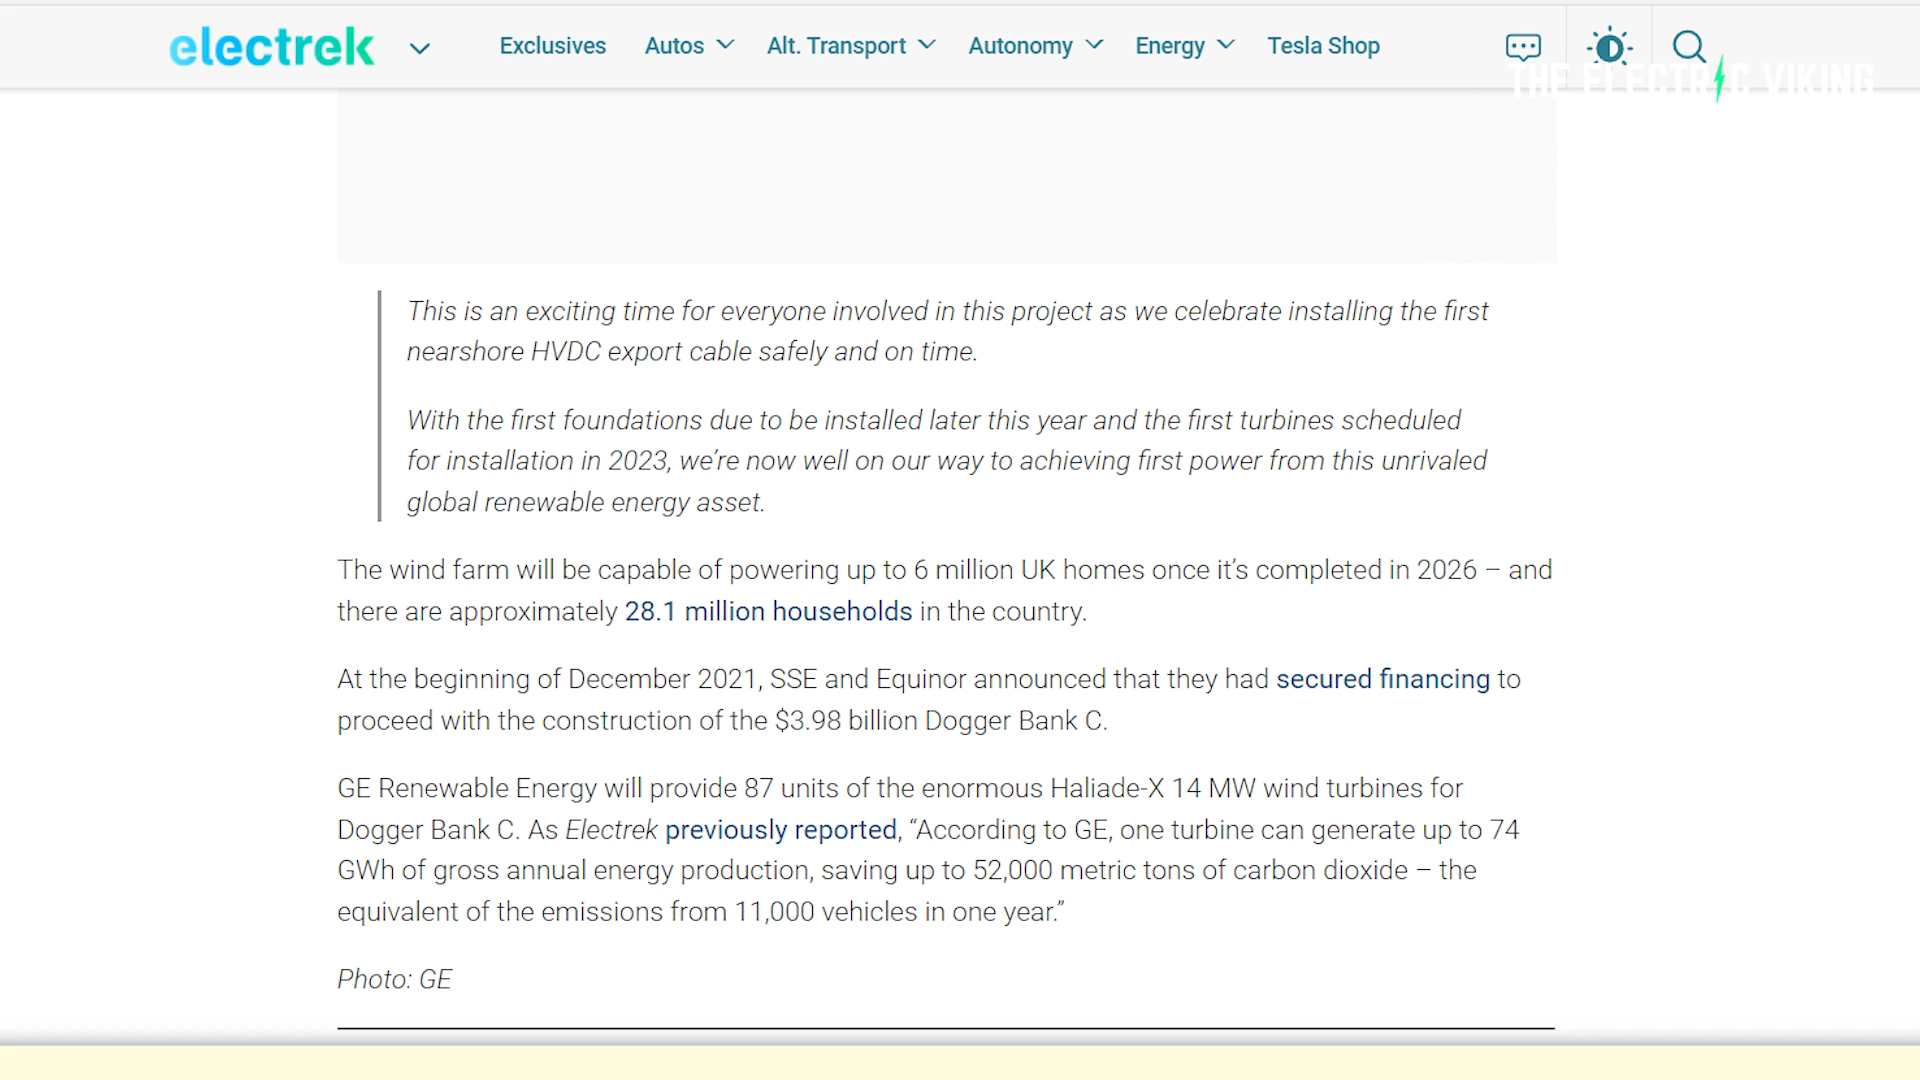 electrek
Exclusives
Autos
Alt. Transport
Autonomy
Energy
Tesla Shop
THE ELECTRIC VIKING
This is an exciting time for everyone involved in this project as we celebrate installing the first
nearshore HVDC export cable safely and on time.
With the first foundations due to be installed later this year and the first turbines scheduled
for installation in 2023, we’re now well on our way to achieving first power from this unrivaled
global renewable energy asset.
The wind farm will be capable of powering up to 6 million UK homes once it’s completed in 2026 – and
there are approximately 28.1 million households in the country.
At the beginning of December 2021, SSE and Equinor announced that they had secured financing to
proceed with the construction of the $3.98 billion Dogger Bank C.
GE Renewable Energy will provide 87 units of the enormous Haliade-X 14 MW wind turbines for
Dogger Bank C. As Electrek previously reported, “According to GE, one turbine can generate up to 74
GWh of gross annual energy production, saving up to 52,000 metric tons of carbon dioxide – the
equivalent of the emissions from 11,000 vehicles in one year.”
Photo: GE